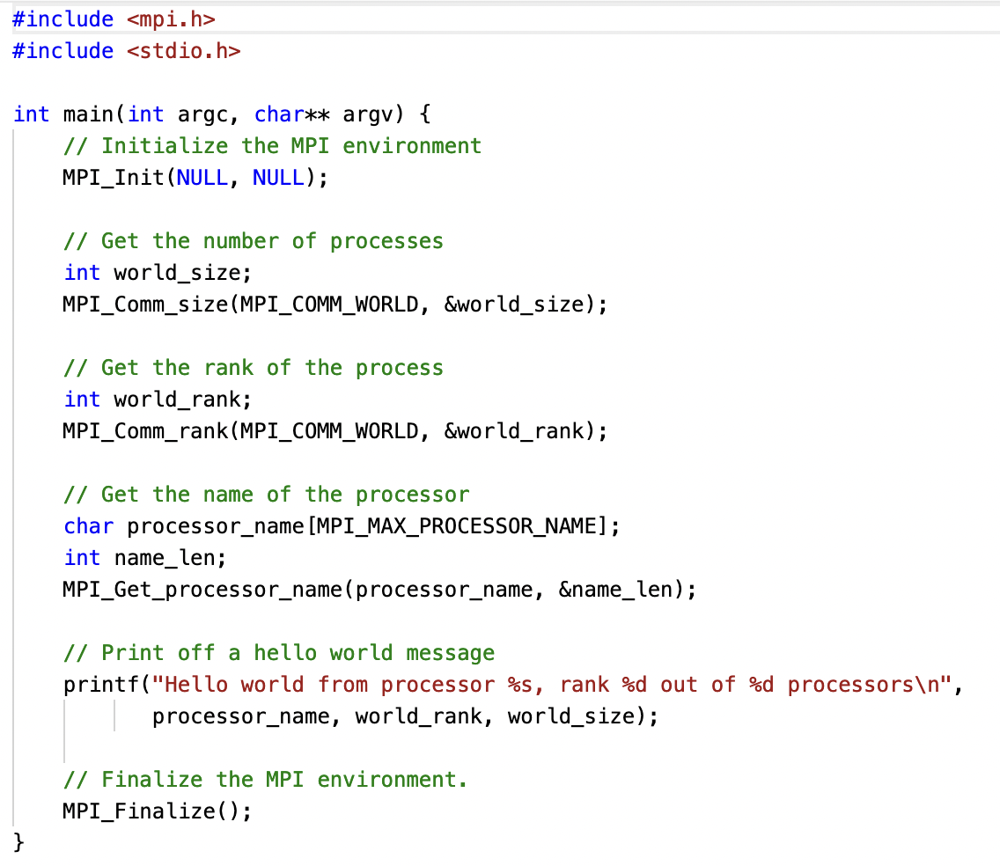 #include <mpi.h>
#include <stdio.h>

int main(int argc, char** argv) {
    // Initialize the MPI environment
    MPI_Init(NULL, NULL);

    // Get the number of processes
    int world_size;
    MPI_Comm_size(MPI_COMM_WORLD, &world_size);

    // Get the rank of the process
    int world_rank;
    MPI_Comm_rank(MPI_COMM_WORLD, &world_rank);

    // Get the name of the processor
    char processor_name[MPI_MAX_PROCESSOR_NAME];
    int name_len;
    MPI_Get_processor_name(processor_name, &name_len);

    // Print off a hello world message
    printf("Hello world from processor %s, rank %d out of %d processors\n",
           processor_name, world_rank, world_size);

    // Finalize the MPI environment.
    MPI_Finalize();
}